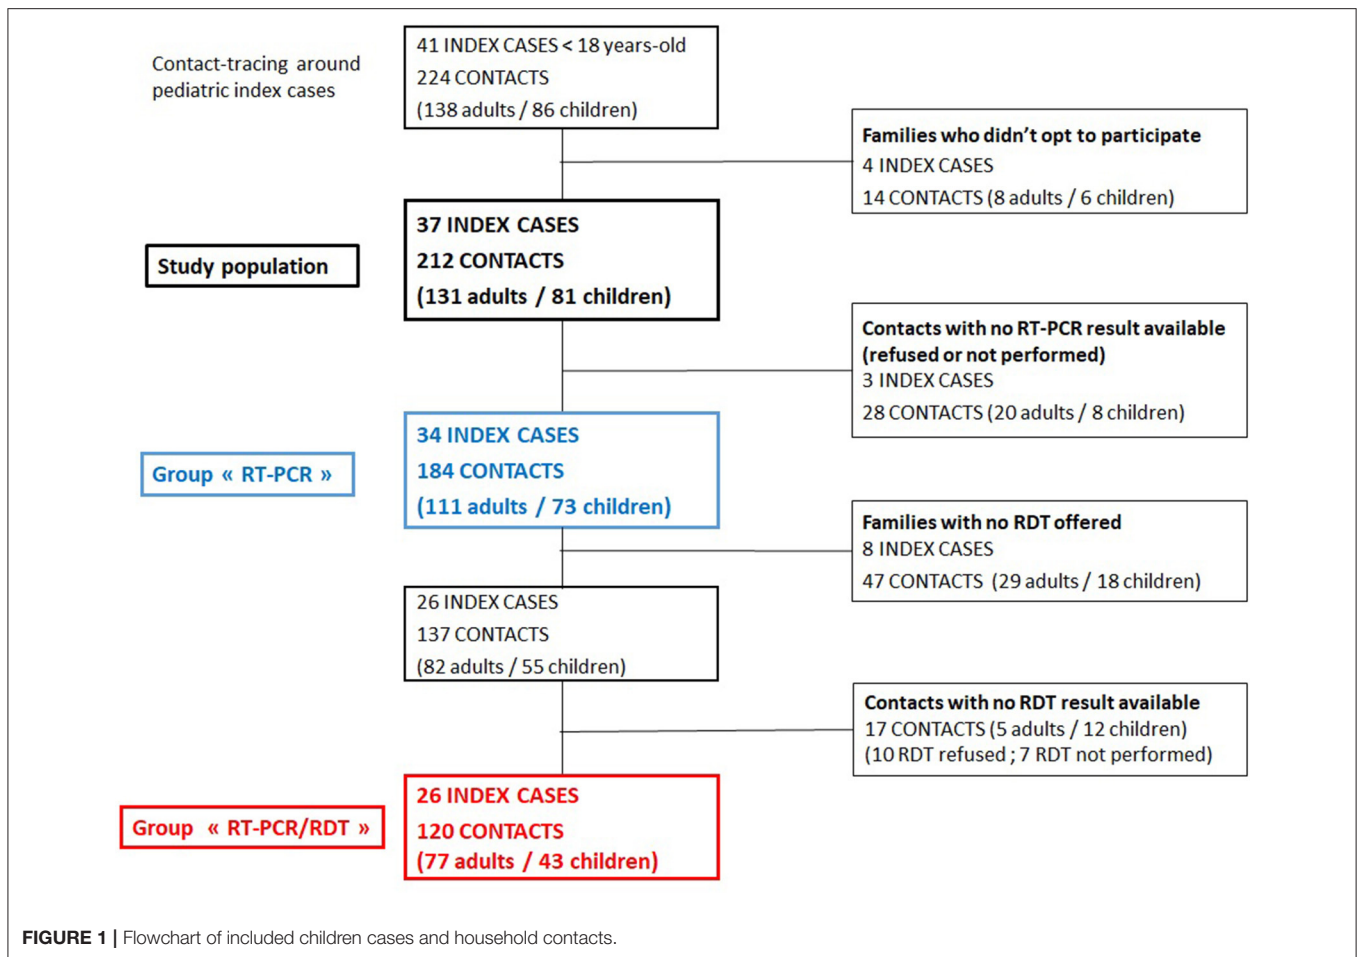 Contact-tracing around
pediatric index cases
41 INDEX CASES < 18 years-old
224 CONTACTS
(138 adults / 86 children)
Families who didn't opt to participate
4 INDEX CASES
14 CONTACTS (8 adults / 6 children)
Study population
37 INDEX CASES
212 CONTACTS
(131 adults / 81 children)
Contacts with no RT-PCR result available
(refused or not performed)
3 INDEX CASES
28 CONTACTS (20 adults / 8 children)
Group « RT-PCR »
34 INDEX CASES
184 CONTACTS
(111 adults / 73 children)
Families with no RDT offered
8 INDEX CASES
47 CONTACTS (29 adults / 18 children)
26 INDEX CASES
137 CONTACTS
(82 adults / 55 children)
Contacts with no RDT result available
17 CONTACTS (5 adults / 12 children)
(10 RDT refused ; 7 RDT not performed)
Group « RT-PCR/RDT »
26 INDEX CASES
120 CONTACTS
(77 adults / 43 children)
FIGURE 1 | Flowchart of included children cases and household contacts.